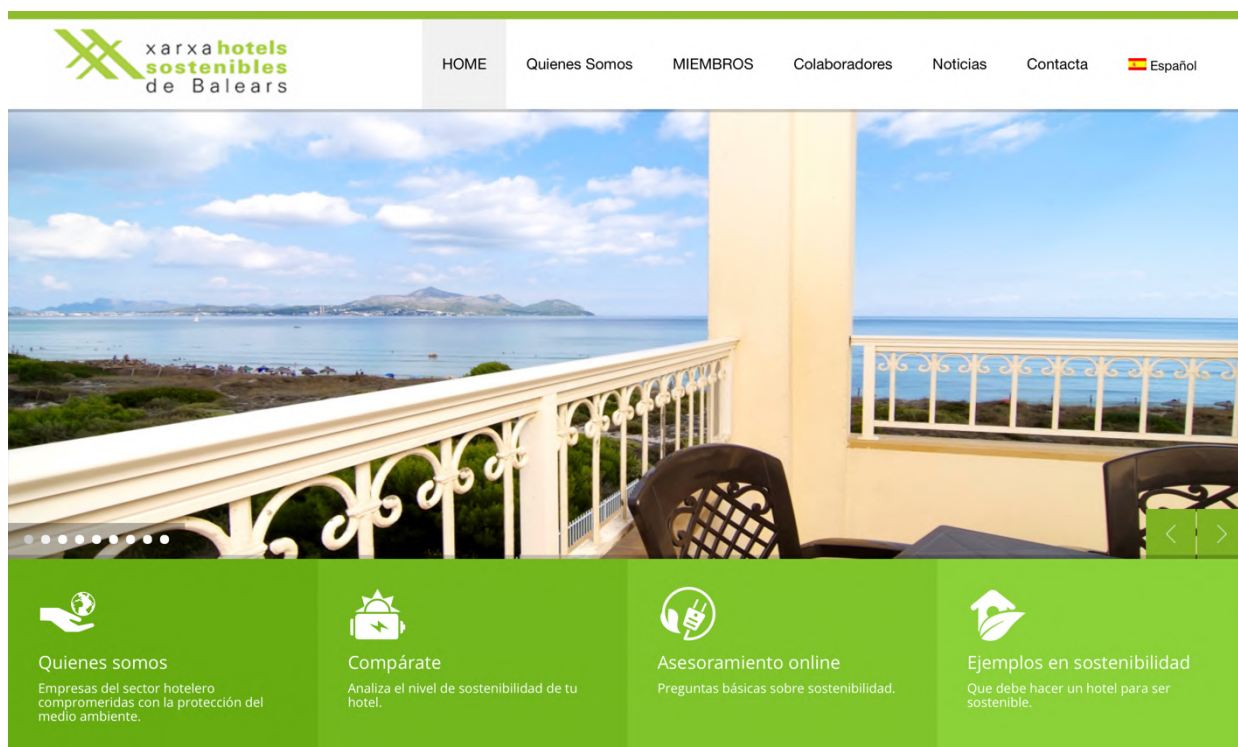 xarxa hotels
sostenibles
de Balears
HOME
Quienes Somos
MIEMBROS
Colaboradores
Noticias
Contacta
Español
Quienes somos
Empresas del sector hotelero
compromeridas con la protección del
medio ambiente.
Compárate
Analiza el nivel de sostenibilidad de tu
hotel.
Asesoramiento online
Preguntas básicas sobre sostenibilidad.
Ejemplos en sostenibilidad
Que debe hacer un hotel para ser
sostenible.